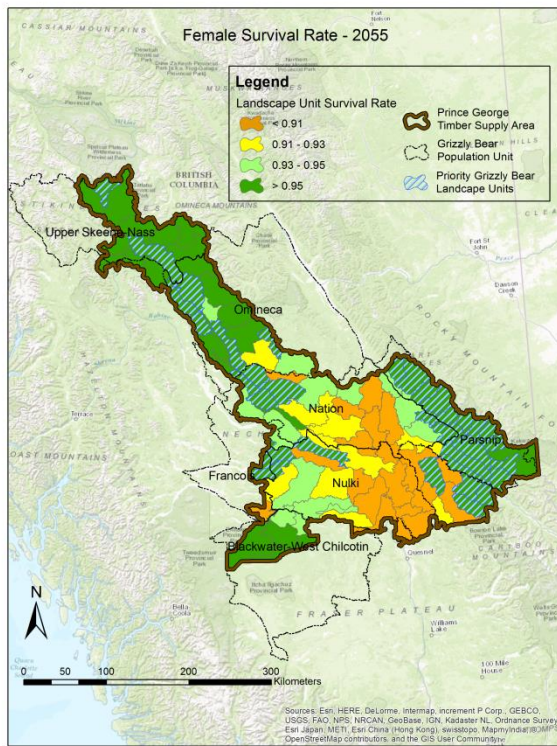 Female Survival Rate - 2055
Legend
Landscape Unit Survival Rate
< 0.91
0.91 - 0.93
0.93 - 0.95
> 0.95
Prince George
Timber Supply Area
Grizzly Bear
Population Unit
Priority Grizzly Bear
Landscape Units
CASSIAN MOUNTAINS
BRITISH
COLUMBIA
OMINECA MOUNTAINS
Upper Skeena-Nass
Omineca
Fort St
John
Dawson
Creek
Nation
Parsnip
Terrace
Francois
Nulki
Blackwater-West Chilcotin
Quesnel
Bella
Coola
FRASER PLATEAU
Williams
Lake
100 Mile
House
N
0 50 100 200 300
Kilometers
Sources: Esri, HERE, DeLorme, Intermap, increment P Corp., GEBCO,
USGS, FAO, NPS, NRCAN, GeoBase, IGN, Kadaster NL, Ordnance Survey,
Esri Japan, METI, Esri China (Hong Kong), swisstopo, MapmyIndia,
OpenStreetMap contributors, and the GIS User Community